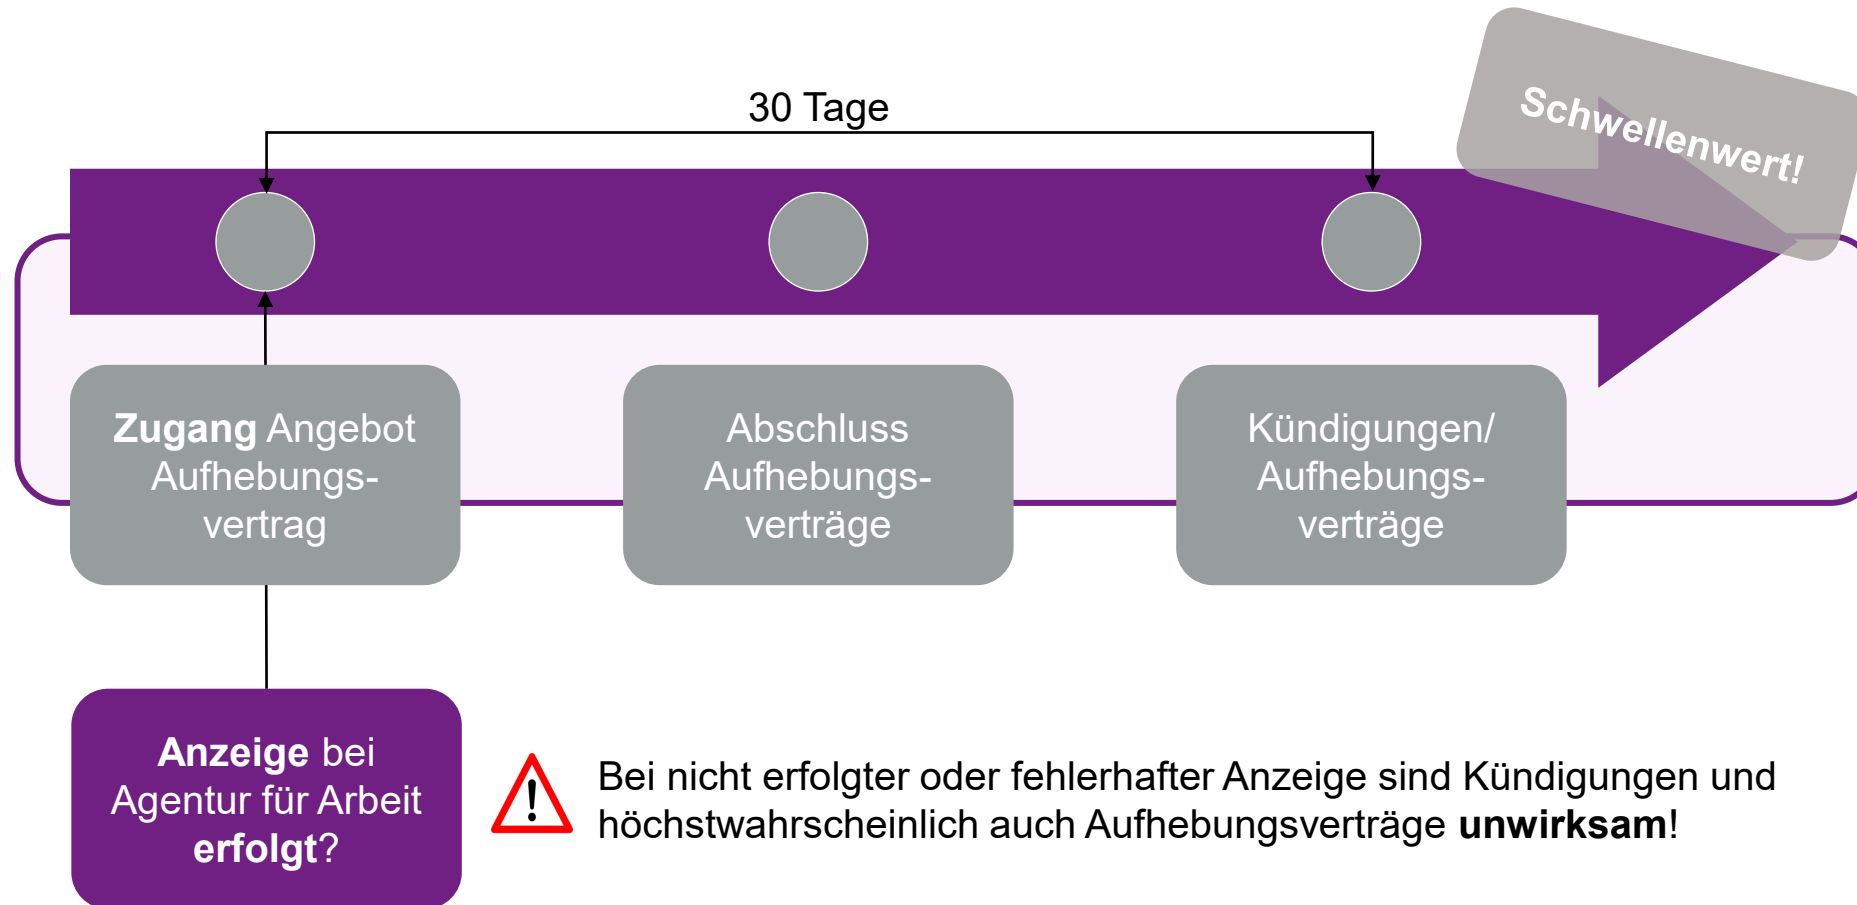 30 Tage
Schwellenwert!
Zugang Angebot
Aufhebungs-
vertrag
Abschluss
Aufhebungs-
verträge
Kündigungen/
Aufhebungs-
verträge
Anzeige bei
Agentur für Arbeit
erfolgt?
!
Bei nicht erfolgter oder fehlerhafter Anzeige sind Kündigungen und
höchstwahrscheinlich auch Aufhebungsverträge unwirksam!